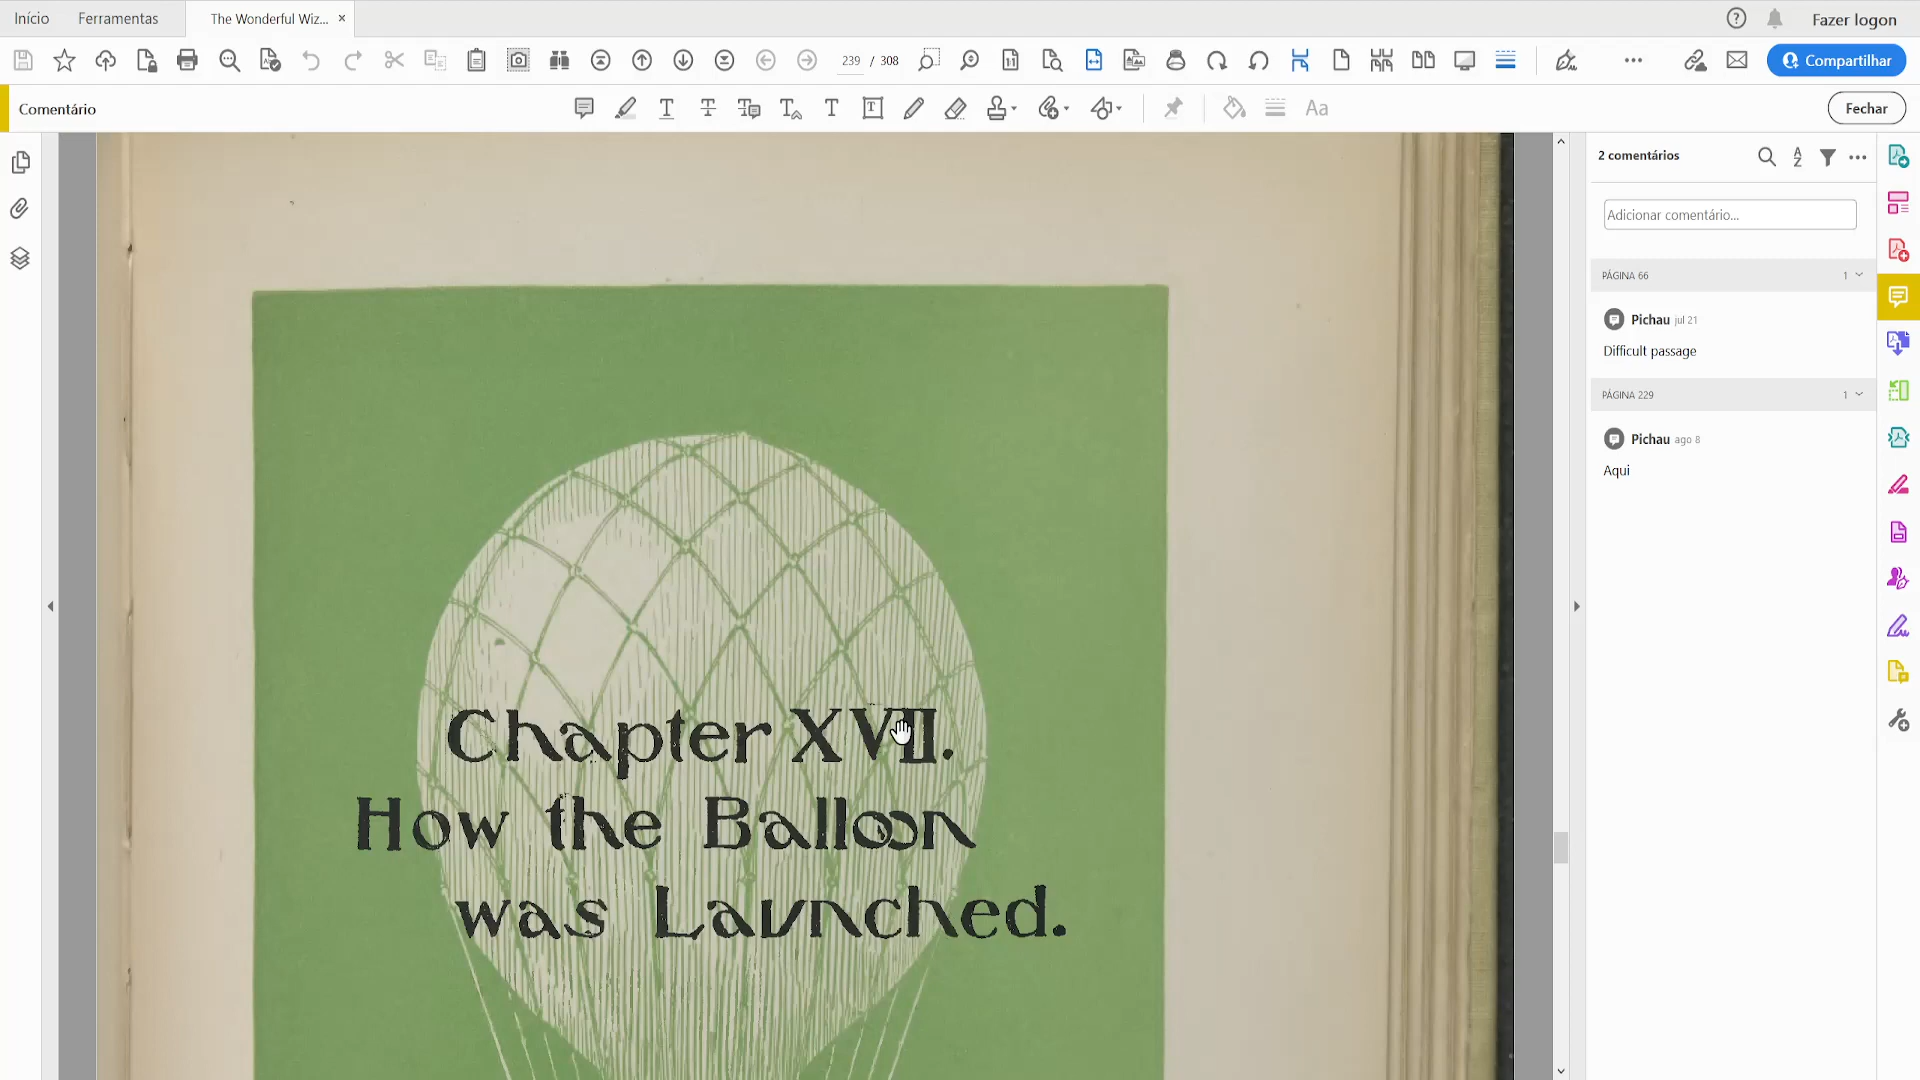 Início
Ferramentas
The Wonderful Wiz...
Fazer logon
239 / 308
Compartilhar
Comentário
Aa
Fechar
2 comentários
Adicionar comentário...
PÁGINA 66 1
Pichau jul 21
Difficult passage
PÁGINA 229 1
Pichau ago 8
Aqui
Chapter XVII.
How the Balloon
was Launched.